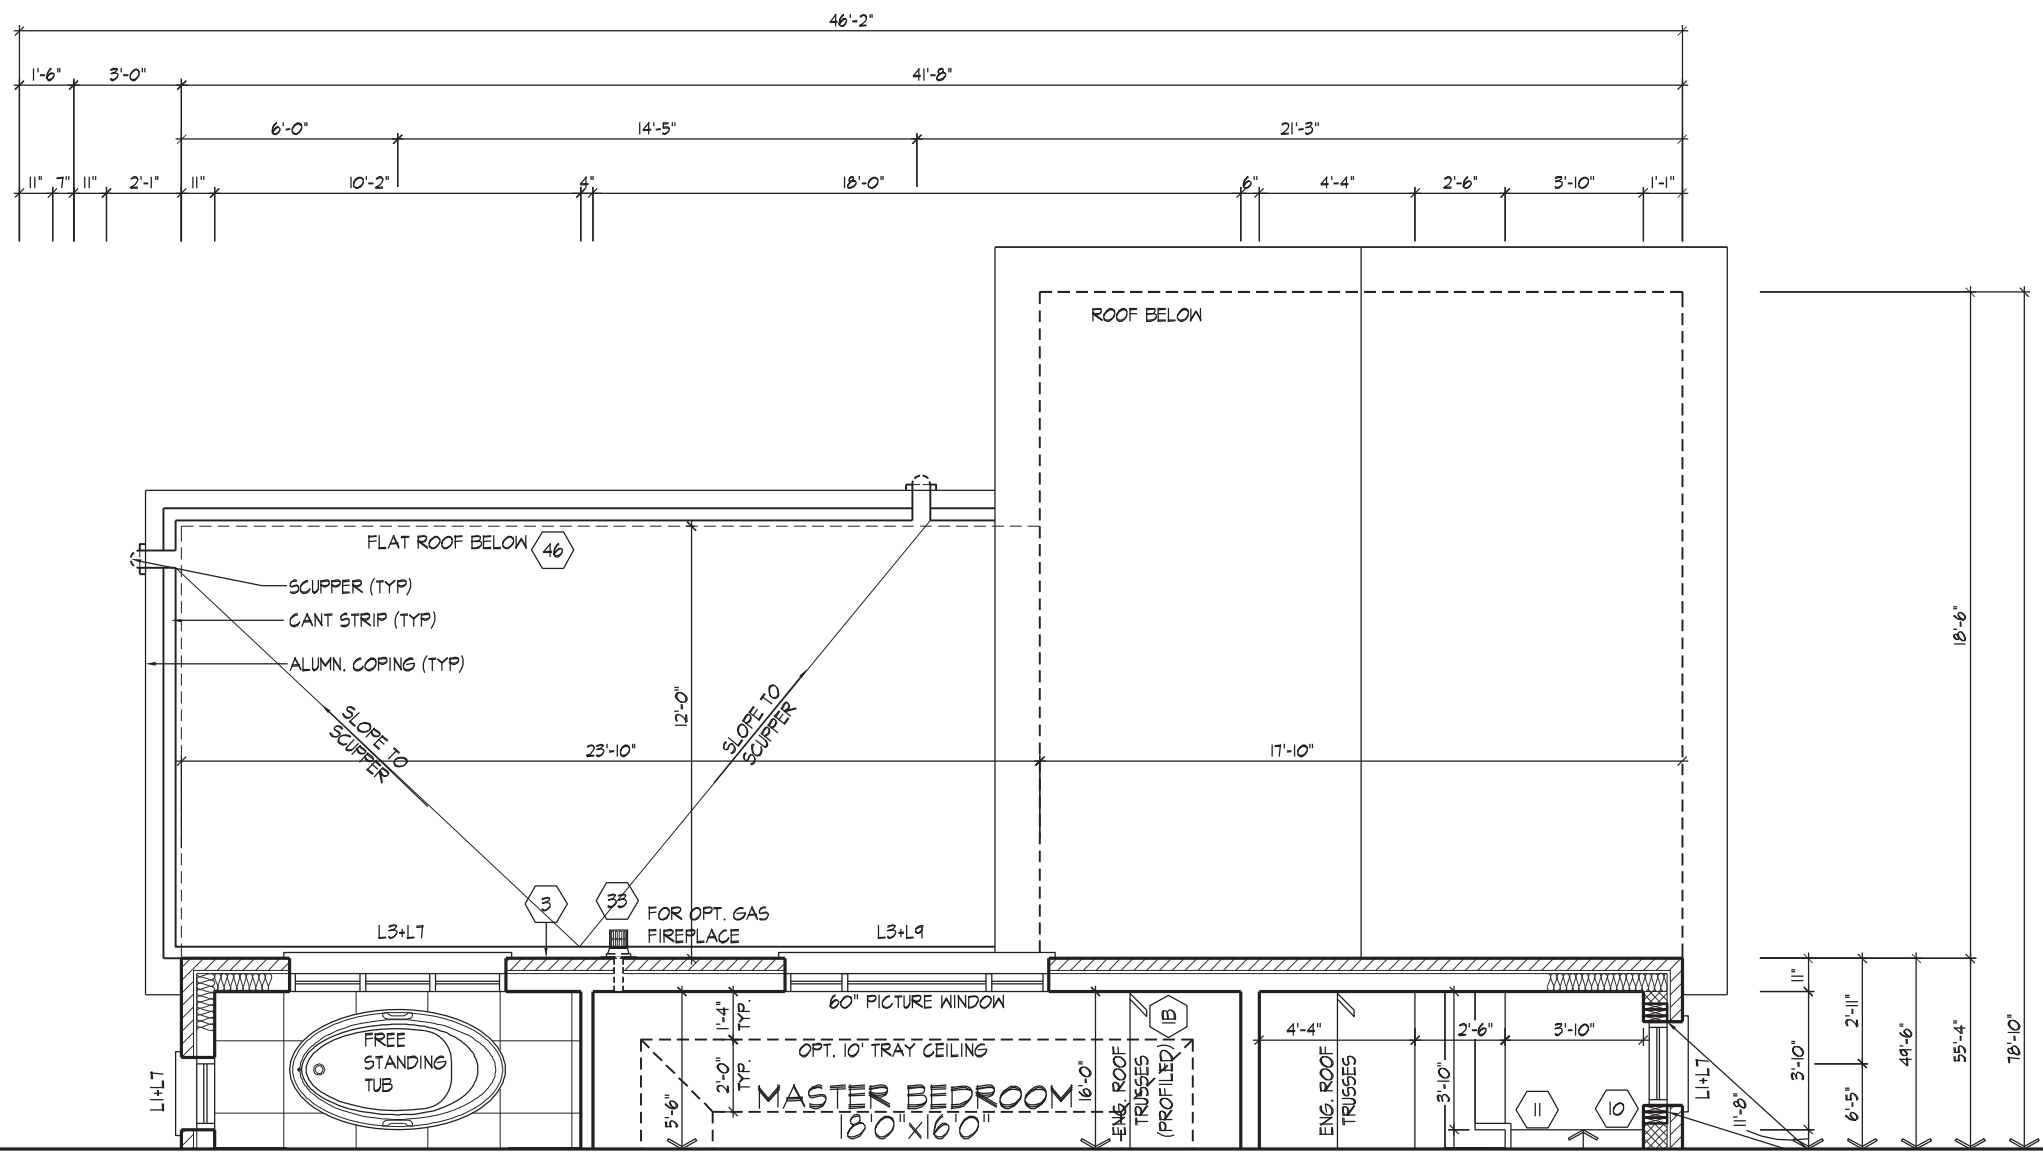 46'-2"
1'-6" 3'-0" 41'-8"
6'-0" 14'-5" 21'-3"
11" 7" 11" 2'-1" 11" 10'-2" 4" 18'-0" 6" 4'-4" 2'-6" 3'-10" 1'-1"
ROOF BELOW
FLAT ROOF BELOW 46
SCUPPER (TYP)
CANT STRIP (TYP)
ALUMN. COPING (TYP)
SLOPE TO
SCUPPER
12'-0"
SLOPE TO
SCUPPER
23'-10"
17'-10"
18'-6"
3
33
FOR OPT. GAS
FIREPLACE
L3+L7
L3+L9
60" PICTURE WINDOW
OPT. 10' TRAY CEILING
MASTER BEDROOM
18'0"x16'0"
FREE
STANDING
TUB
L1+L7
5'-6"
1'-4"
TYP.
2'-0"
TYP.
16'-0"
ENG. ROOF
TRUSSES
(PROFILED)
1B
4'-4" 2'-6" 3'-10"
ENG. ROOF
TRUSSES
3'-10"
11
10
L1+L7
11'-8"
11"
3'-10"
2'-11"
6'-5"
49'-6"
55'-4"
78'-10"